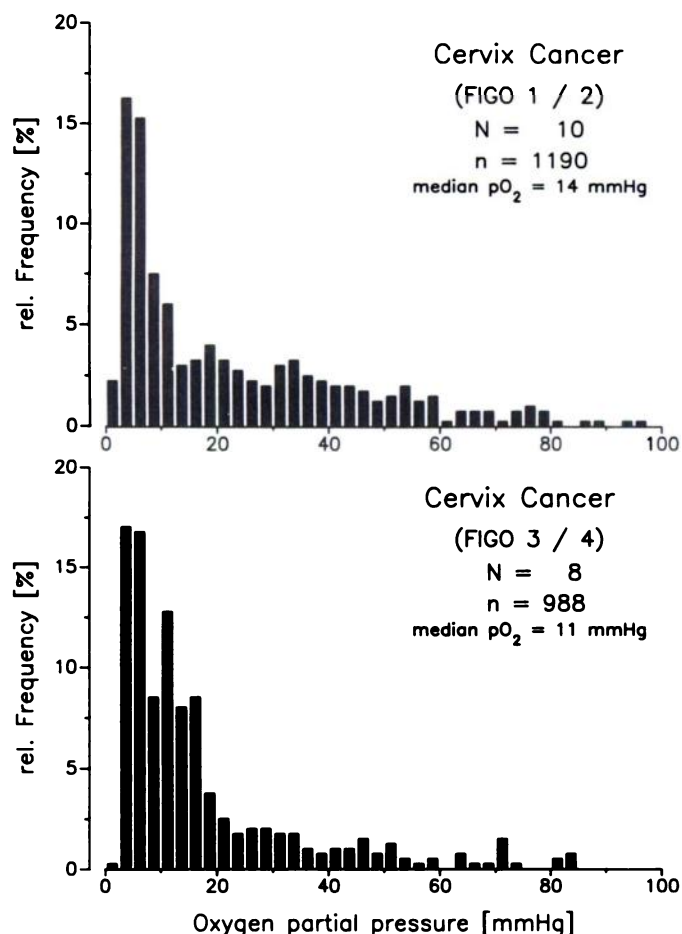 20
15
10
5
0
rel. Frequency [%]
Cervix Cancer
(FIGO 1 / 2)
N = 10
n = 1190
median pO2 = 14 mmHg
0 20 40 60 80 100
20
15
10
5
0
rel. Frequency [%]
Cervix Cancer
(FIGO 3 / 4)
N = 8
n = 988
median pO2 = 11 mmHg
0 20 40 60 80 100
Oxygen partial pressure [mmHg]